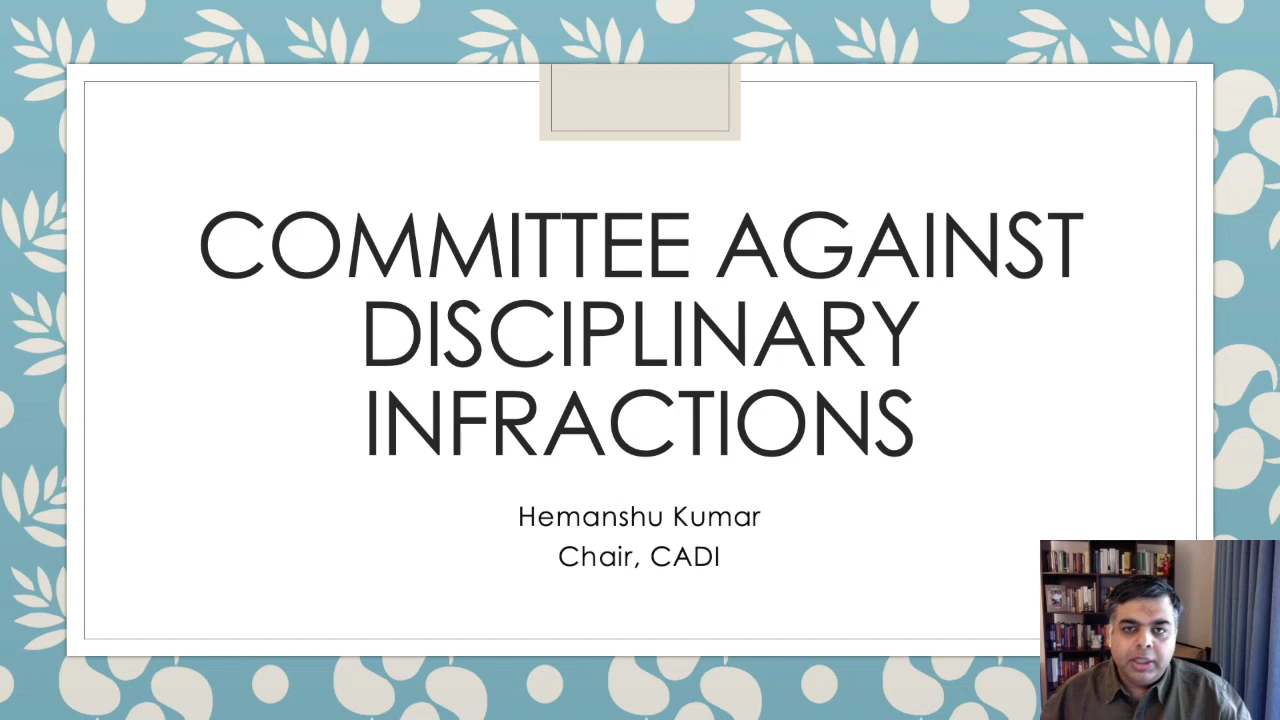 COMMITTEE AGAINST
DISCIPLINARY
INFRACTIONS
Hemanshu Kumar
Chair, CADI